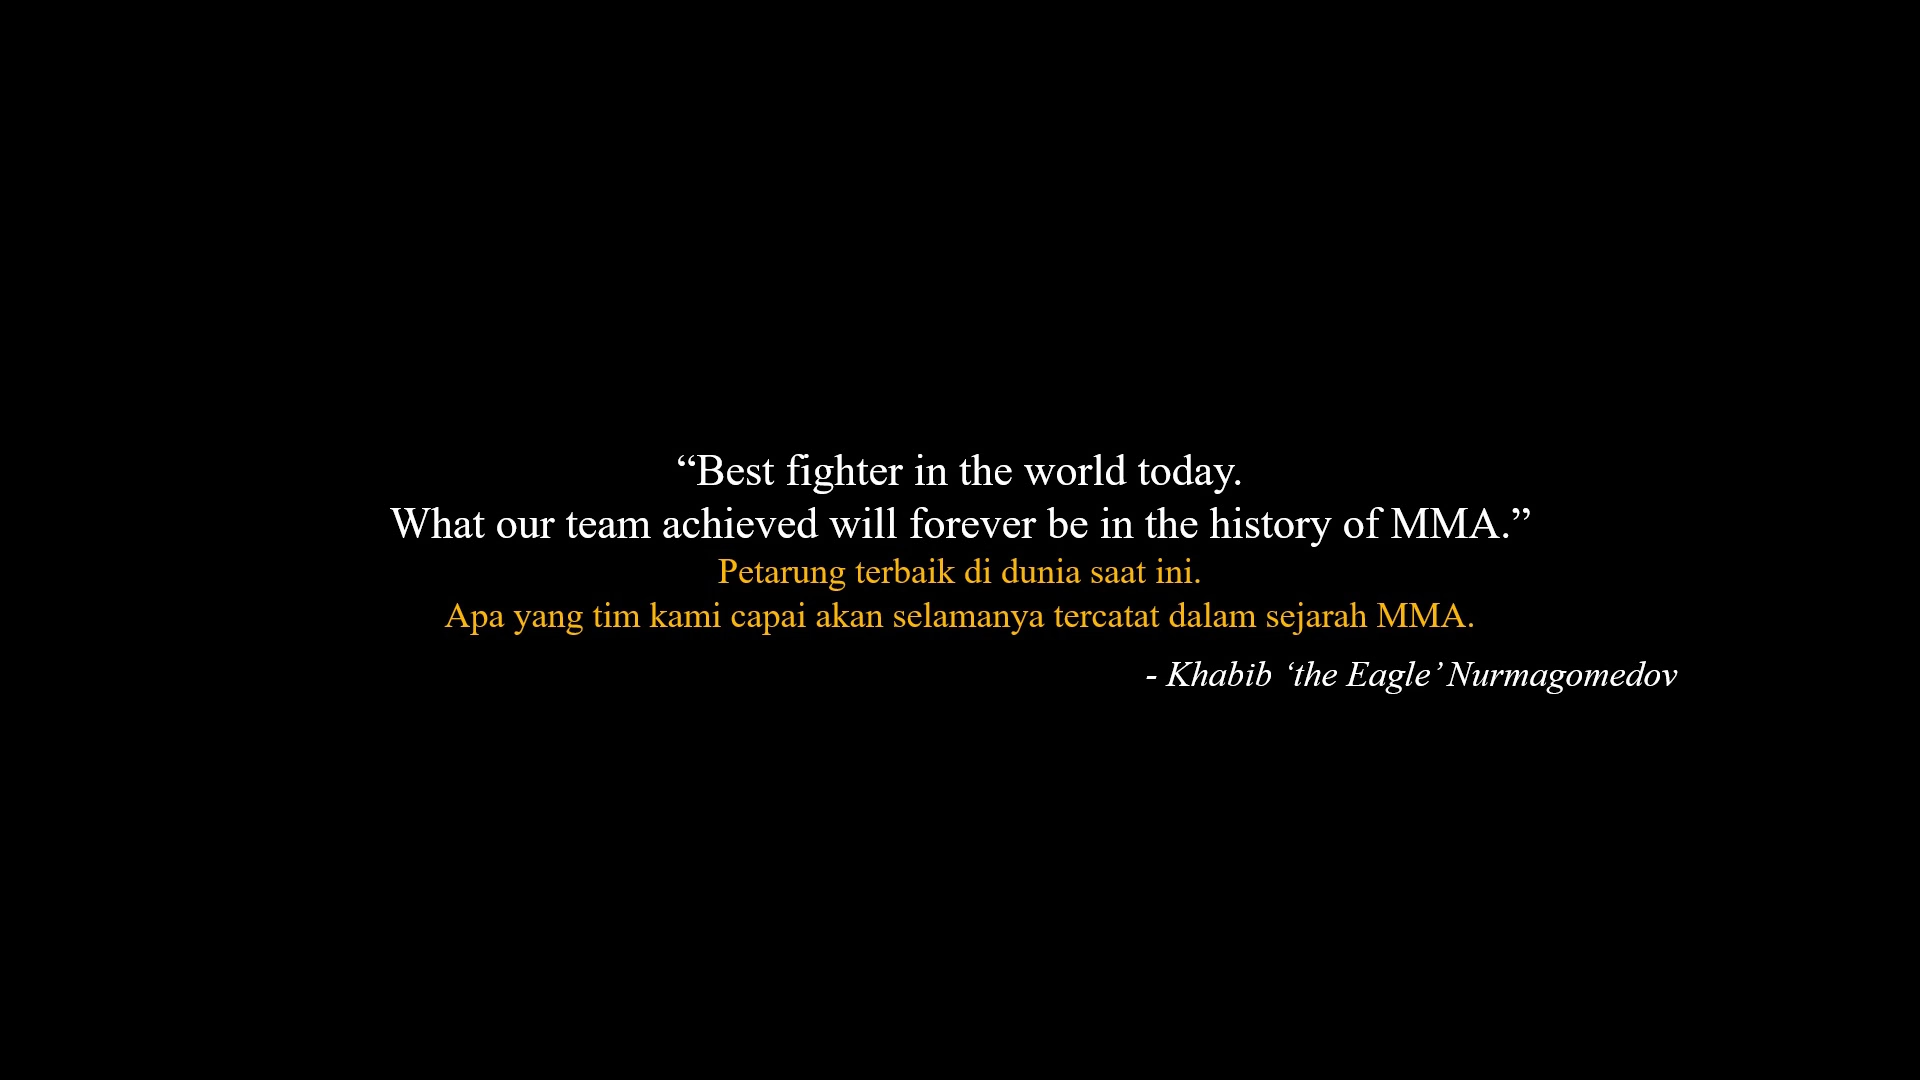 “Best fighter in the world today.
What our team achieved will forever be in the history of MMA.”
Petarung terbaik di dunia saat ini.
Apa yang tim kami capai akan selamanya tercatat dalam sejarah MMA.
- Khabib ‘the Eagle’ Nurmagomedov